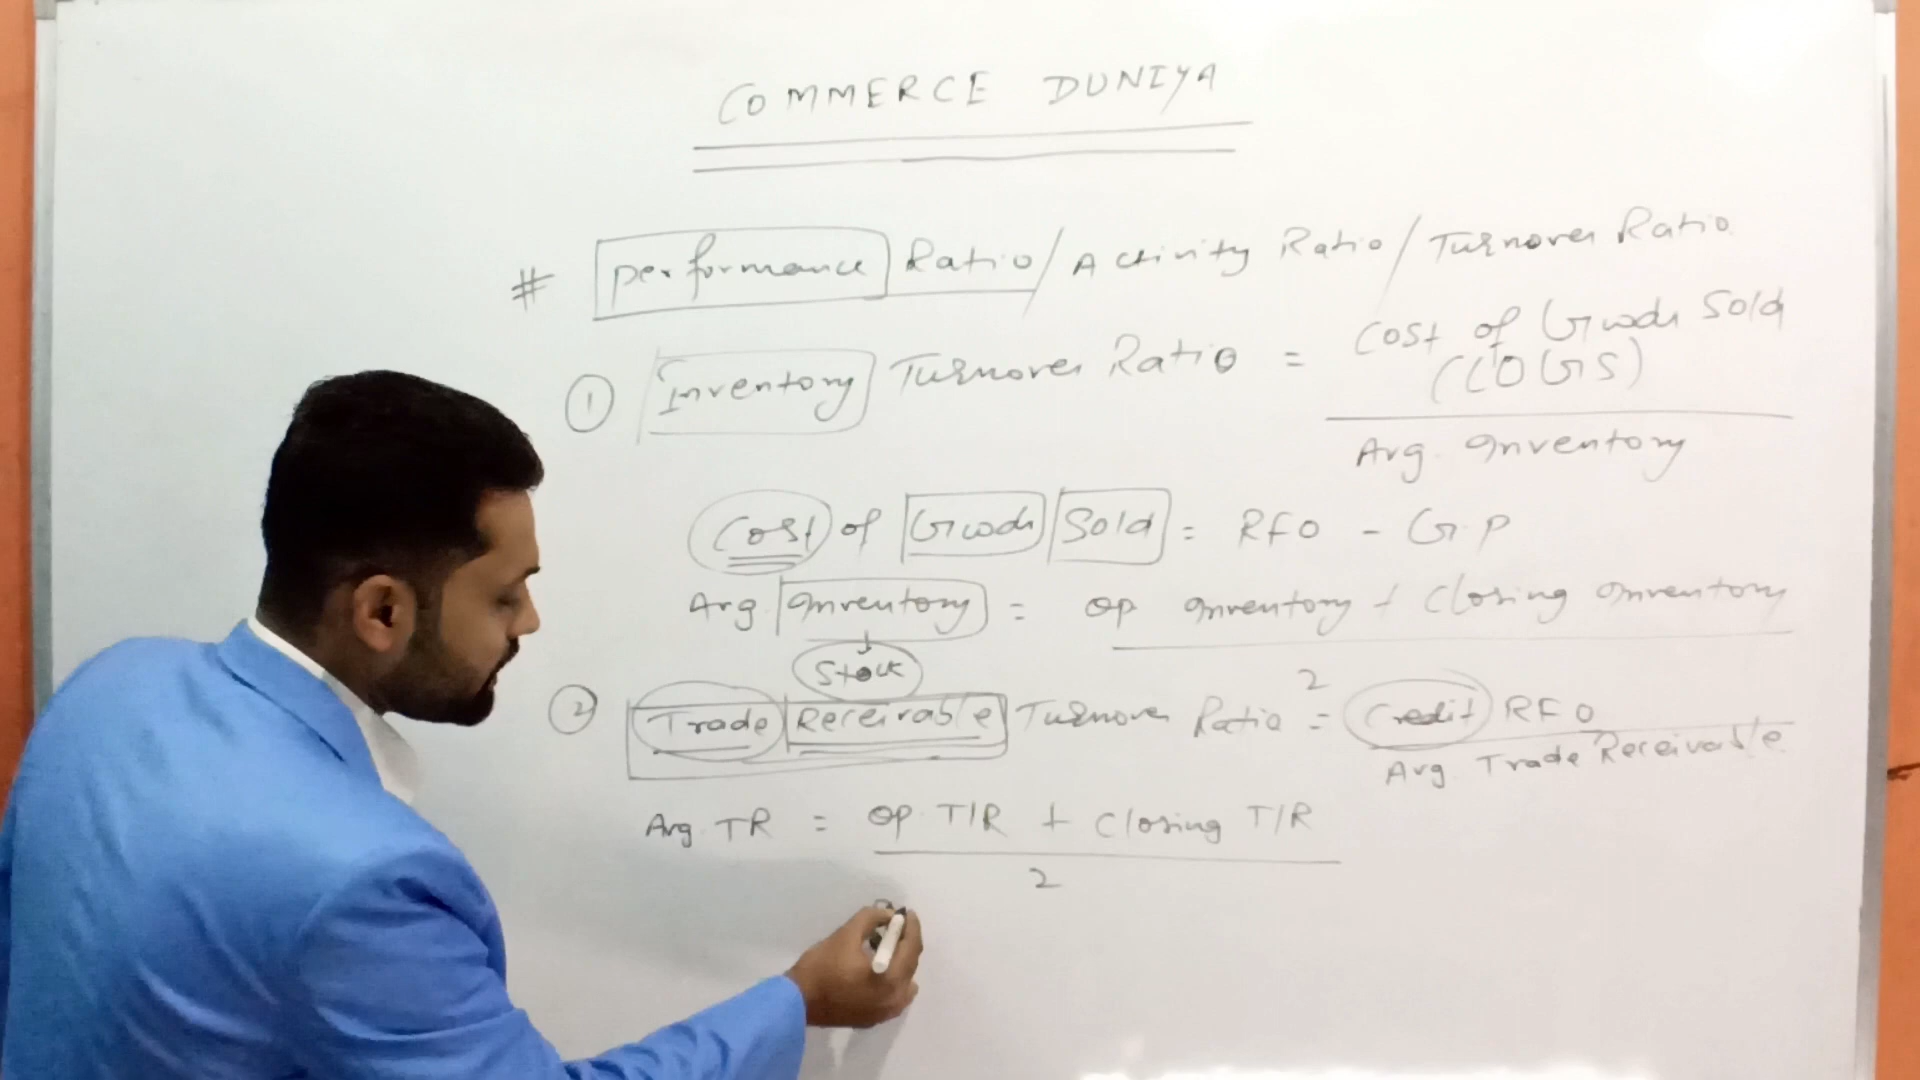 COMMERCE DUNIYA
# Performance Ratio / Activity Ratio / Turnover Ratio
① Inventory Turnover Ratio = Cost of Goods Sold
(COGS)
Avg. Inventory
Cost of Goods Sold = RFO - G.P
Avg. Inventory = OP Inventory + Closing Inventory
2
Stock
② Trade Receivable Turnover Ratio = Credit RFO
Avg. Trade Receivable
Avg. TR = OP. T/R + Closing T/R
2